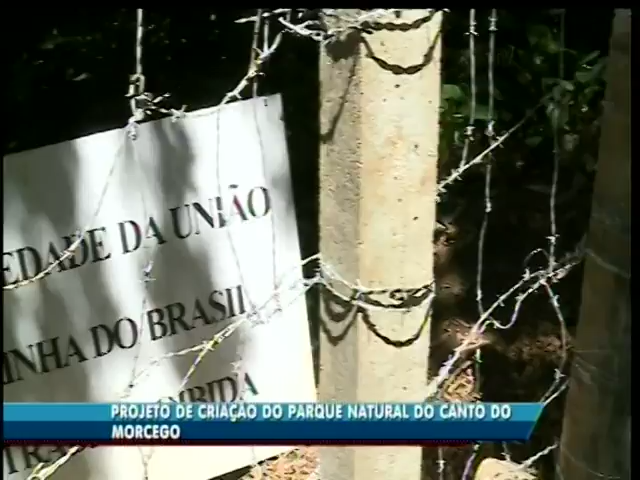 EDADE DA UNIÃO
INHA DO BRASIL
IBIDA
PROJETO DE CRIAÇÃO DO PARQUE NATURAL DO CANTO DO
MORCEGO